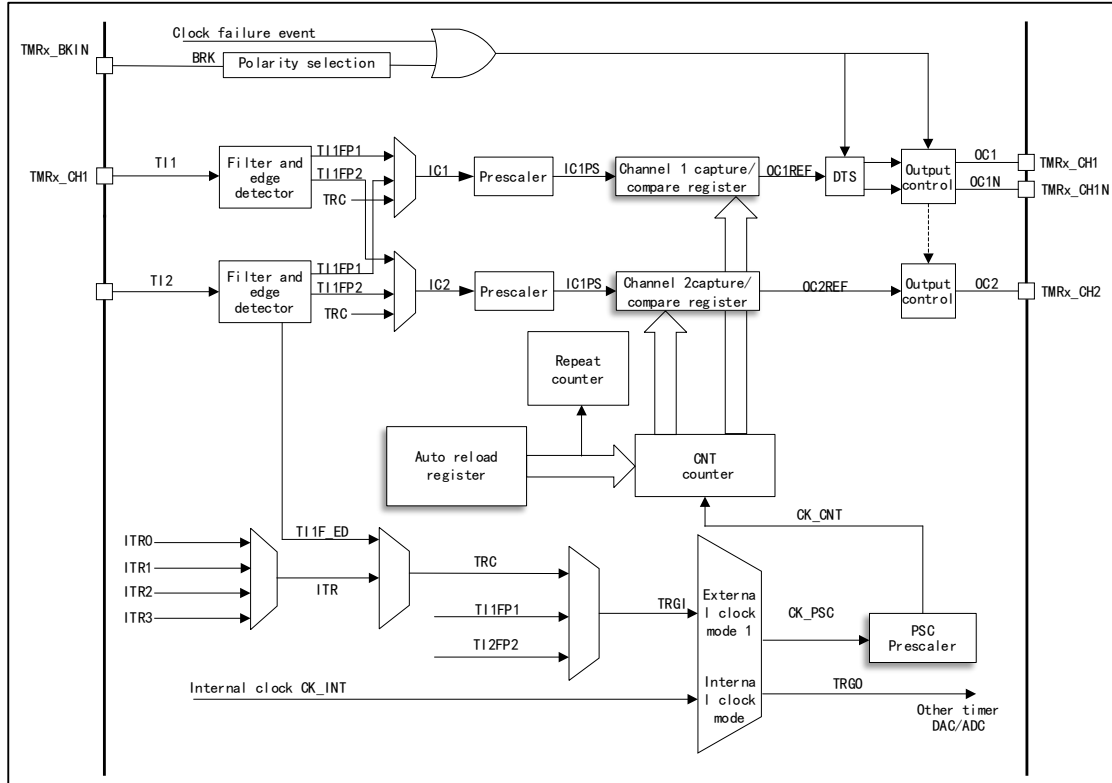 Clock failure event
TMRx_BKIN
BRK
Polarity selection
TI1
TMRx_CH1
Filter and
edge
detector
TI1FP1
TI1FP2
TRC
IC1
Prescaler
IC1PS
Channel 1 capture/
compare register
OC1REF
DTS
Output
control
OC1
OC1N
TMRx_CH1
TMRx_CH1N
TI2
Filter and
edge
detector
TI1FP1
TI1FP2
TRC
IC2
Prescaler
IC1PS
Channel 2capture/
compare register
OC2REF
Output
control
OC2
TMRx_CH2
Repeat
counter
Auto reload
register
CNT
counter
CK_CNT
ITR0
ITR1
ITR2
ITR3
ITR
TI1F_ED
TRC
TI1FP1
TI2FP2
TRGI
Externa
l clock
mode 1
Interna
l clock
mode
CK_PSC
PSC
Prescaler
Internal clock CK_INT
TRGO
Other timer
DAC/ADC